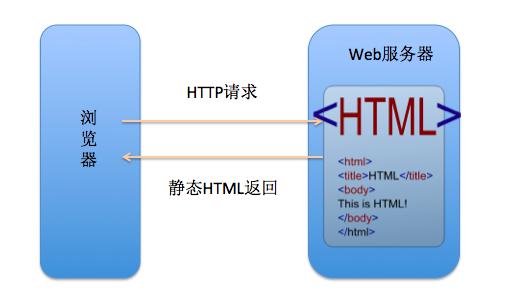 浏
览
器
HTTP请求
静态HTML返回
Web服务器
<HTML>
<html>
<title>HTML</title>
<body>
This is HTML!
</body>
</html>